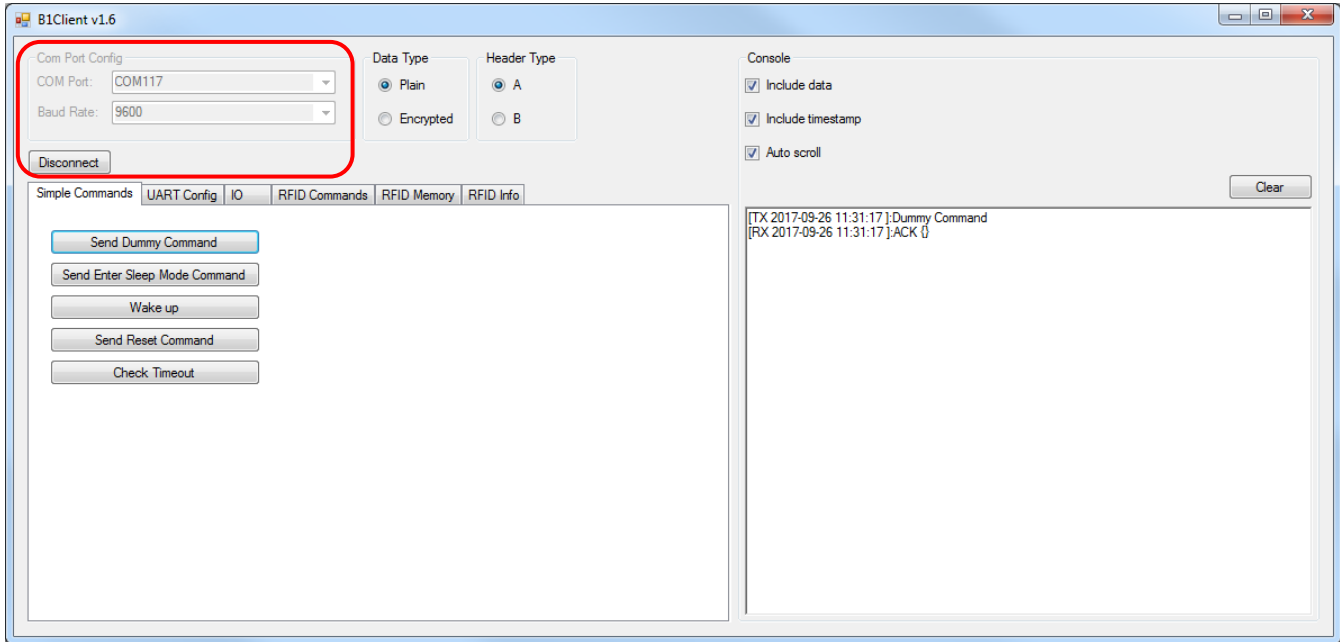 B1Client v1.6
Com Port Config
COM Port: COM117
Baud Rate: 9600
Disconnect
Data Type
Plain
Encrypted
Header Type
A
B
Console
Include data
Include timestamp
Auto scroll
Clear
Simple Commands UART Config IO RFID Commands RFID Memory RFID Info
Send Dummy Command
Send Enter Sleep Mode Command
Wake up
Send Reset Command
Check Timeout
[TX 2017-09-26 11:31:17 ]:Dummy Command
[RX 2017-09-26 11:31:17 ]:ACK {}